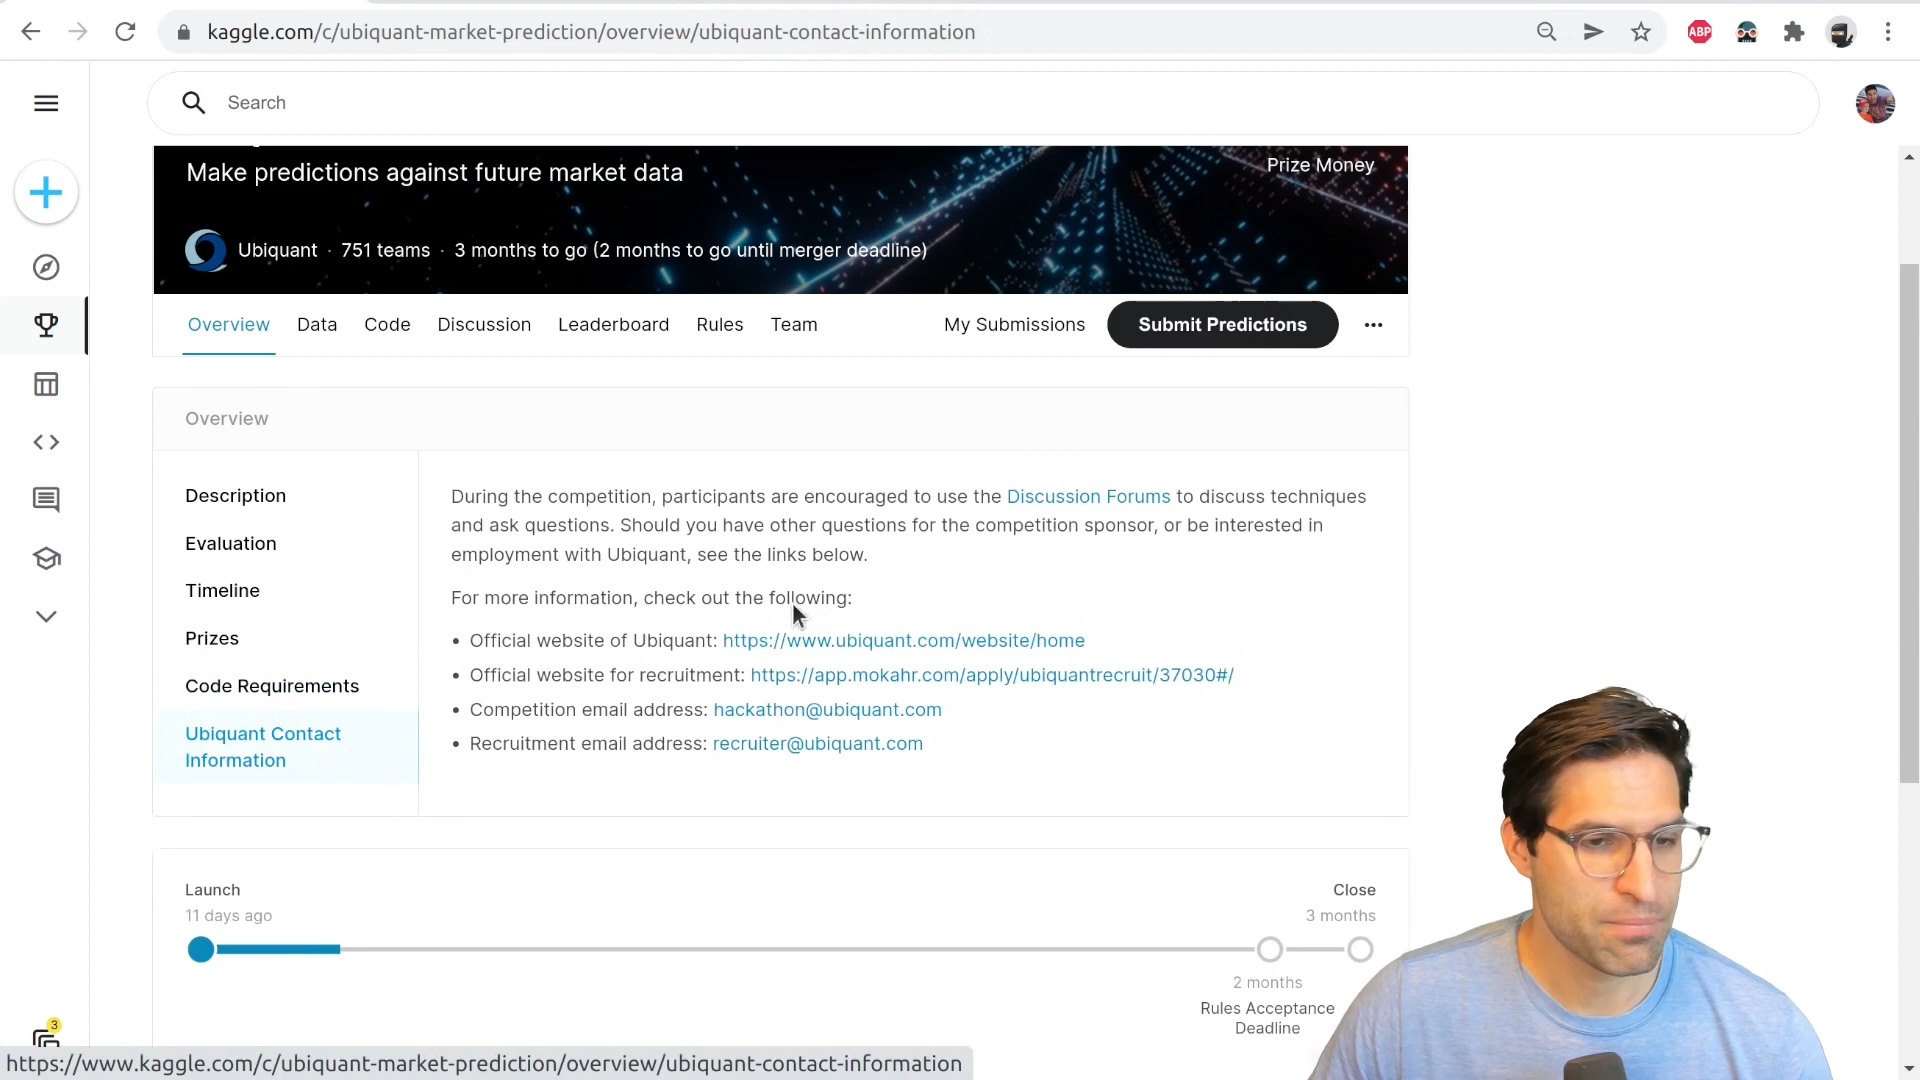 kaggle.com/c/ubiquant-market-prediction/overview/ubiquant-contact-information
ABP
Search
Make predictions against future market data
Prize Money
Ubiquant · 751 teams · 3 months to go (2 months to go until merger deadline)
Overview Data Code Discussion Leaderboard Rules Team My Submissions Submit Predictions
Overview
Description
Evaluation
Timeline
Prizes
Code Requirements
Ubiquant Contact
Information
During the competition, participants are encouraged to use the Discussion Forums to discuss techniques
and ask questions. Should you have other questions for the competition sponsor, or be interested in
employment with Ubiquant, see the links below.
For more information, check out the following:
• Official website of Ubiquant: https://www.ubiquant.com/website/home
• Official website for recruitment: https://app.mokahr.com/apply/ubiquantrecruit/37030#/
• Competition email address: hackathon@ubiquant.com
• Recruitment email address: recruiter@ubiquant.com
Launch
11 days ago
Close
3 months
2 months
Rules Acceptance
Deadline
3
https://www.kaggle.com/c/ubiquant-market-prediction/overview/ubiquant-contact-information